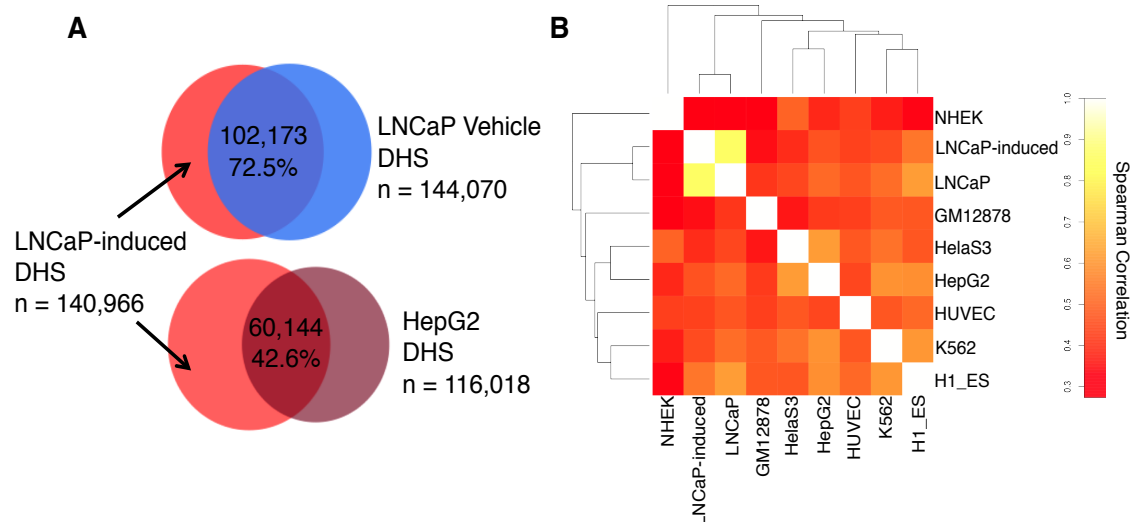 A
102,173
72.5%
LNCaP Vehicle
DHS
n = 144,070
LNCaP-induced
DHS
n = 140,966
60,144
42.6%
HepG2
DHS
n = 116,018
B
NHEK
LNCaP-induced
LNCaP
GM12878
HelaS3
HepG2
HUVEC
K562
H1_ES
NHEK
LNCaP-induced
LNCaP
GM12878
HelaS3
HepG2
HUVEC
K562
H1_ES
1.0
0.9
0.8
0.7
0.6
0.5
0.4
0.3
Spearman Correlation